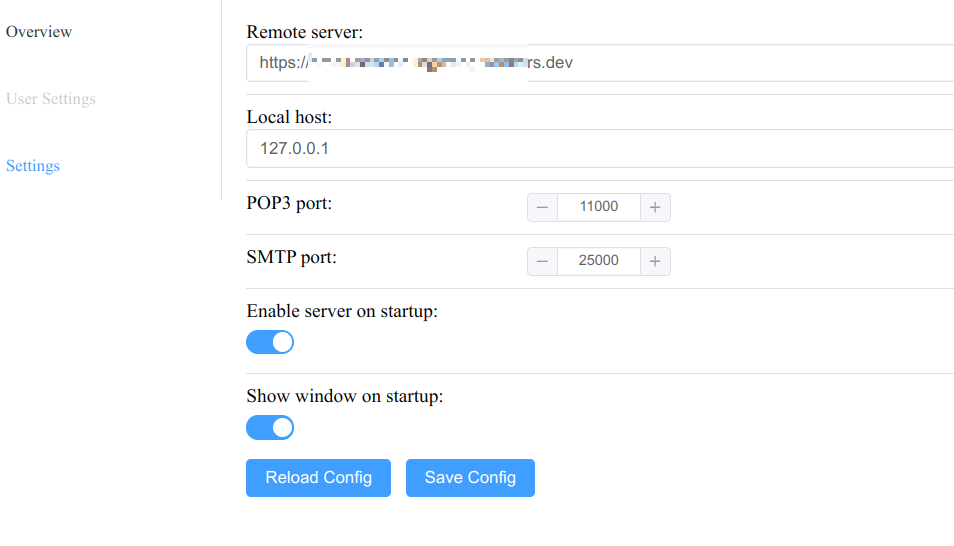 Overview
User Settings
Settings
Remote server:
https:// rs.dev
Local host:
127.0.0.1
POP3 port:
− 11000 +
SMTP port:
− 25000 +
Enable server on startup:
Show window on startup:
Reload Config Save Config